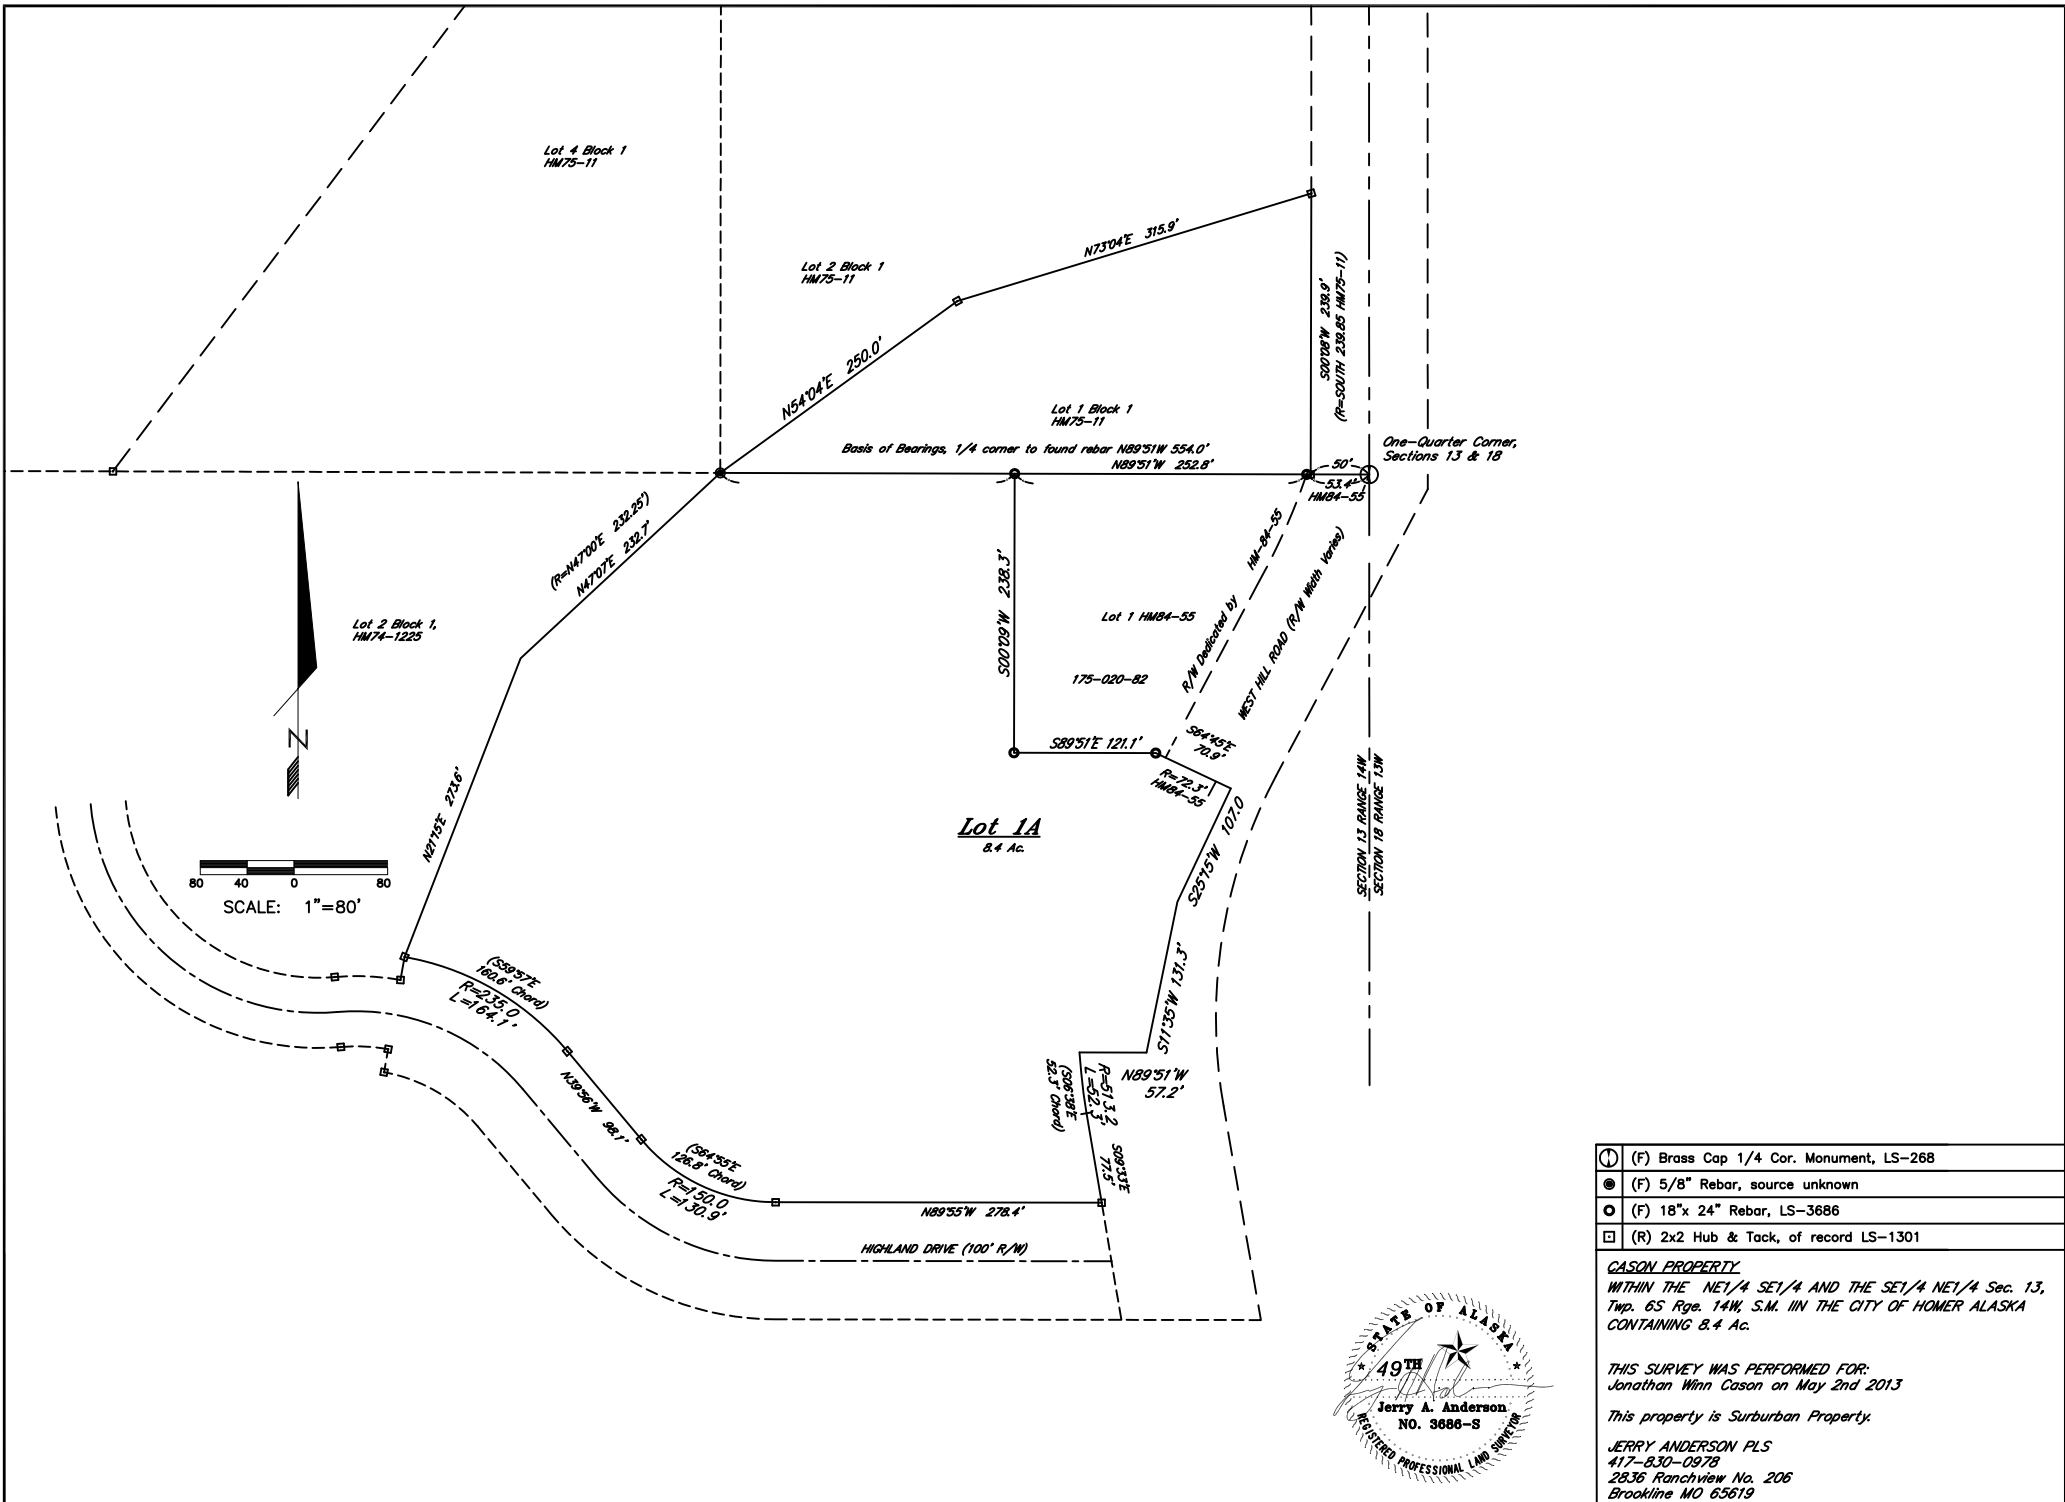 Lot 4 Block 1
HM75-11
Lot 2 Block 1
HM75-11
N73°04'E 315.9'
N54°04'E 250.0'
S00°08'W 239.9'
(R=SOUTH 239.85 HM75-11)
Lot 1 Block 1
HM75-11
Basis of Bearings, 1/4 corner to found rebar N89°51'W 554.0'
N89°51'W 252.8'
One-Quarter Corner,
Sections 13 & 18
50'
53.4'
HM84-55
(R=N47°00'E 232.25')
N47°07'E 232.7'
Lot 2 Block 1,
HM74-1225
S00°09'W 238.3'
Lot 1 HM84-55
175-020-82
R/W Dedicated by HM-84-55
WEST HILL ROAD (R/W Width Varies)
S89°51'E 121.1'
S64°45'E
70.9'
R=72.3'
HM84-55
N
N21°15'E 273.6'
Lot 1A
8.4 Ac.
S25°15'W 107.0
SECTION 13 RANGE 14W
SECTION 18 RANGE 13W
80 40 0 80
SCALE: 1"=80'
S11°35'W 131.3'
(S59°57'E
160.6' Chord)
R=235.0
L=164.1'
N39°56'W 98.1'
N89°51'W
57.2'
R=513.2
L=52.3'
(S06°38'E
52.3' Chord)
S09°33'E
77.5'
(S64°55'E
126.8' Chord)
R=150.0
L=130.9'
N89°55'W 278.4'
HIGHLAND DRIVE (100' R/W)
(F) Brass Cap 1/4 Cor. Monument, LS-268
(F) 5/8" Rebar, source unknown
(F) 18"x 24" Rebar, LS-3686
(R) 2x2 Hub & Tack, of record LS-1301
CASON PROPERTY
WITHIN THE NE1/4 SE1/4 AND THE SE1/4 NE1/4 Sec. 13,
Twp. 6S Rge. 14W, S.M. IIN THE CITY OF HOMER ALASKA
CONTAINING 8.4 Ac.
THIS SURVEY WAS PERFORMED FOR:
Jonathan Winn Cason on May 2nd 2013
This property is Surburban Property.
JERRY ANDERSON PLS
417-830-0978
2836 Ranchview No. 206
Brookline MO 65619
STATE OF ALASKA
49TH
Jerry A. Anderson
NO. 3686-S
REGISTERED PROFESSIONAL LAND SURVEYOR